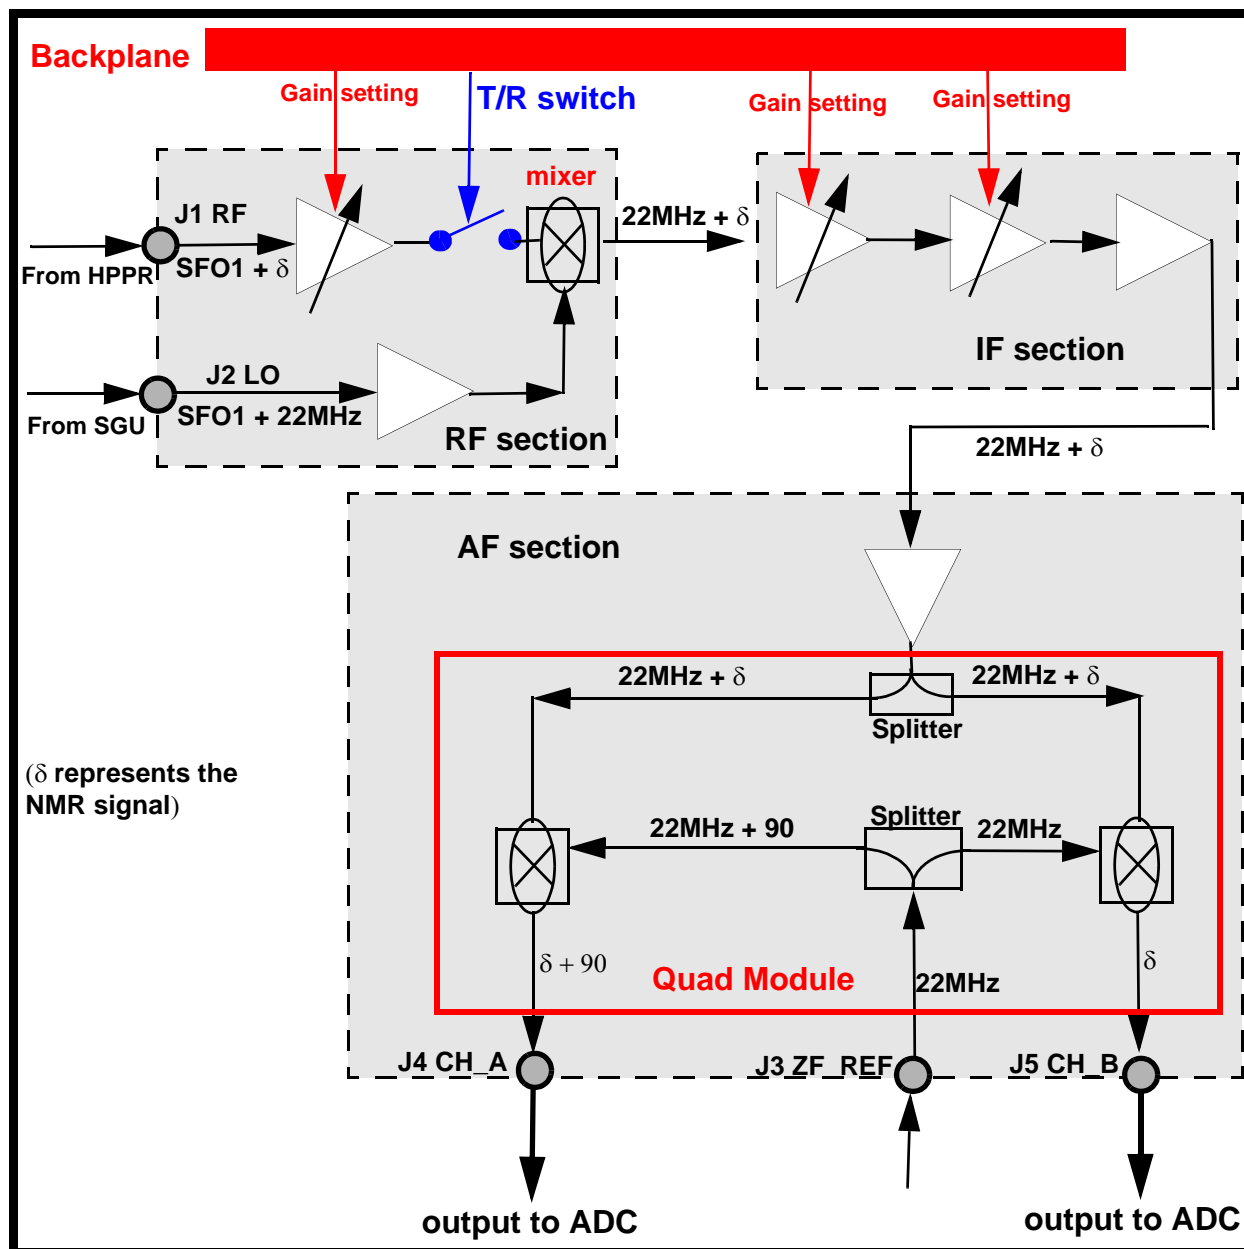 Backplane
Gain setting
T/R switch
Gain setting
Gain setting
mixer
J1 RF
SFO1 + δ
From HPPR
22MHz + δ
J2 LO
SFO1 + 22MHz
From SGU
RF section
IF section
22MHz + δ
AF section
22MHz + δ
22MHz + δ
Splitter
(δ represents the
NMR signal)
22MHz + 90
Splitter
22MHz
δ + 90
Quad Module
22MHz
δ
J4 CH_A
J3 ZF_REF
J5 CH_B
output to ADC
output to ADC